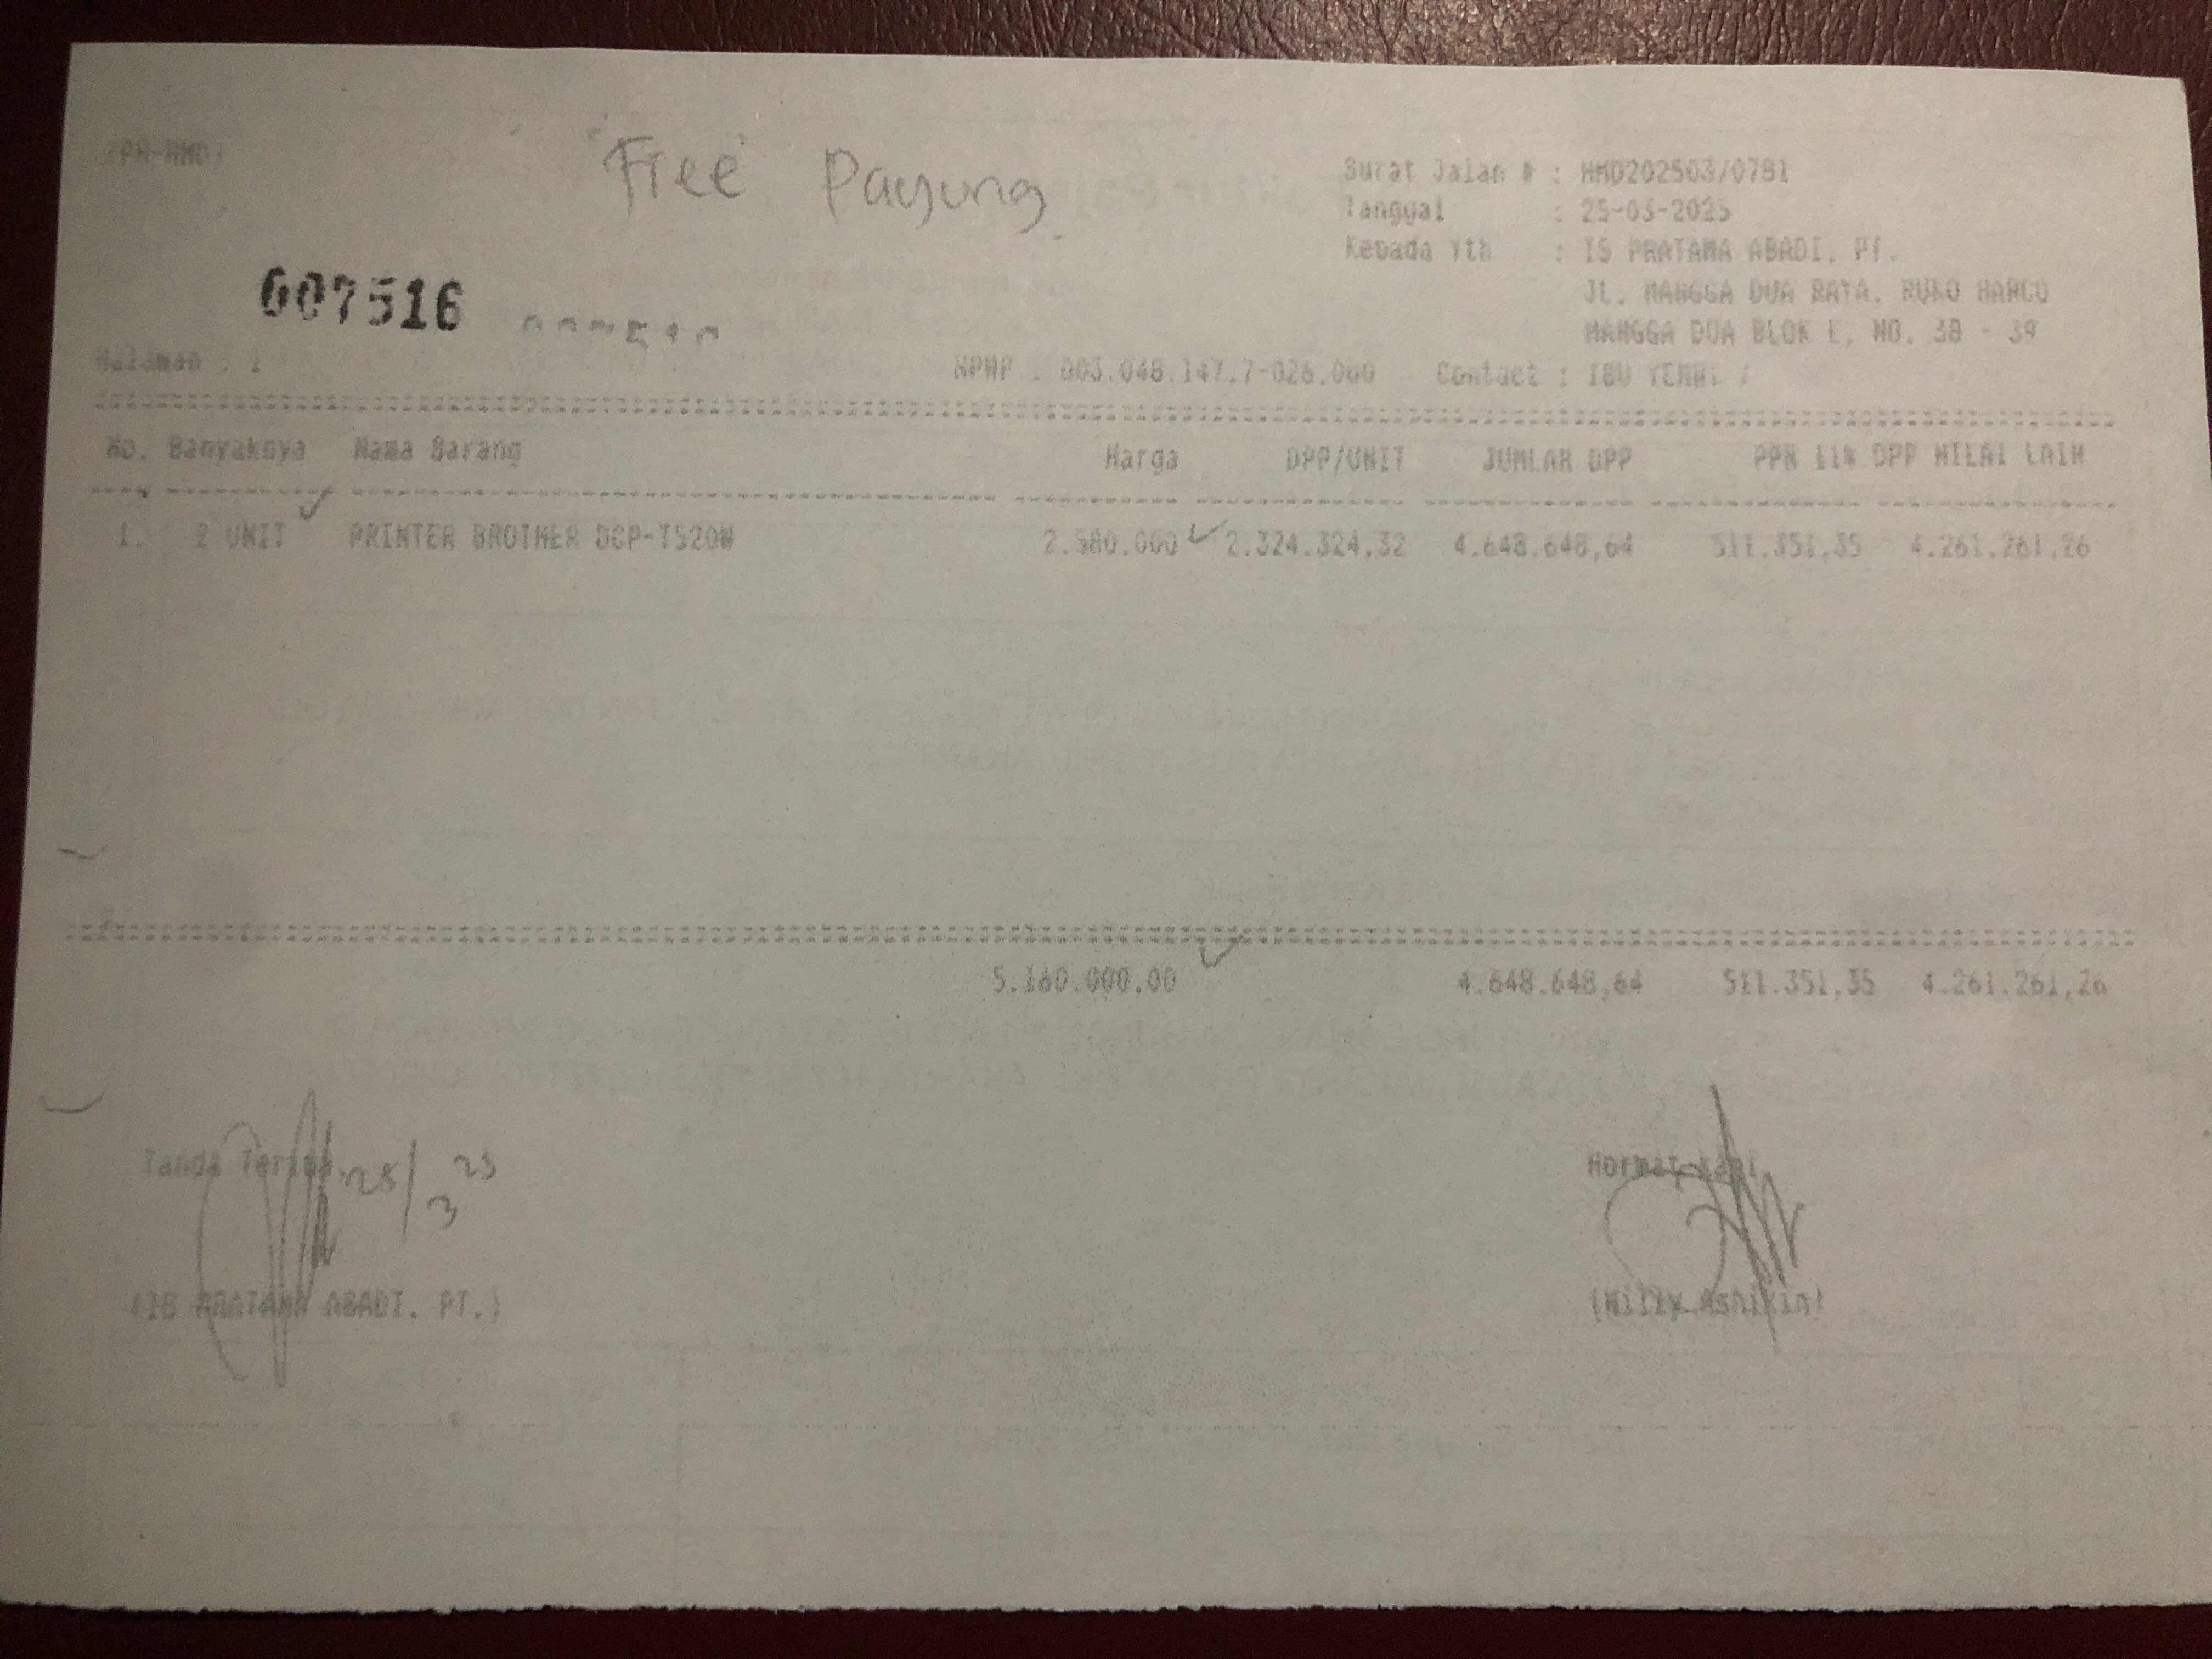 (PH-HMD)
Free Payung
Surat Jalan # : HMD202503/0781
Tanggal : 25-03-2025
Kepada Yth : IS PRATAMA ABADI, PT.
JL. MANGGA DUA RAYA, RUKO HARCO
MANGGA DUA BLOK E, NO. 38 - 39
007516
Halaman : 1
NPWP : 003.048.147.7-026.000 Contact : IBU /
No. Banyaknya Nama Barang Harga DPP/UNIT JUMLAH DPP PPN 11% DPP NILAI LAIN
1. 2 UNIT PRINTER BROTHER DCP-T520W 2.580.000 2.324.324,32 4.648.648,64 511.351,35 4.261.261,26
5.160.000,00 4.648.648,64 511.351,35 4.261.261,26
Tanda Terima, Hormat kami
(IS PRATAMA ABADI, PT.) (Willy Ashikin)